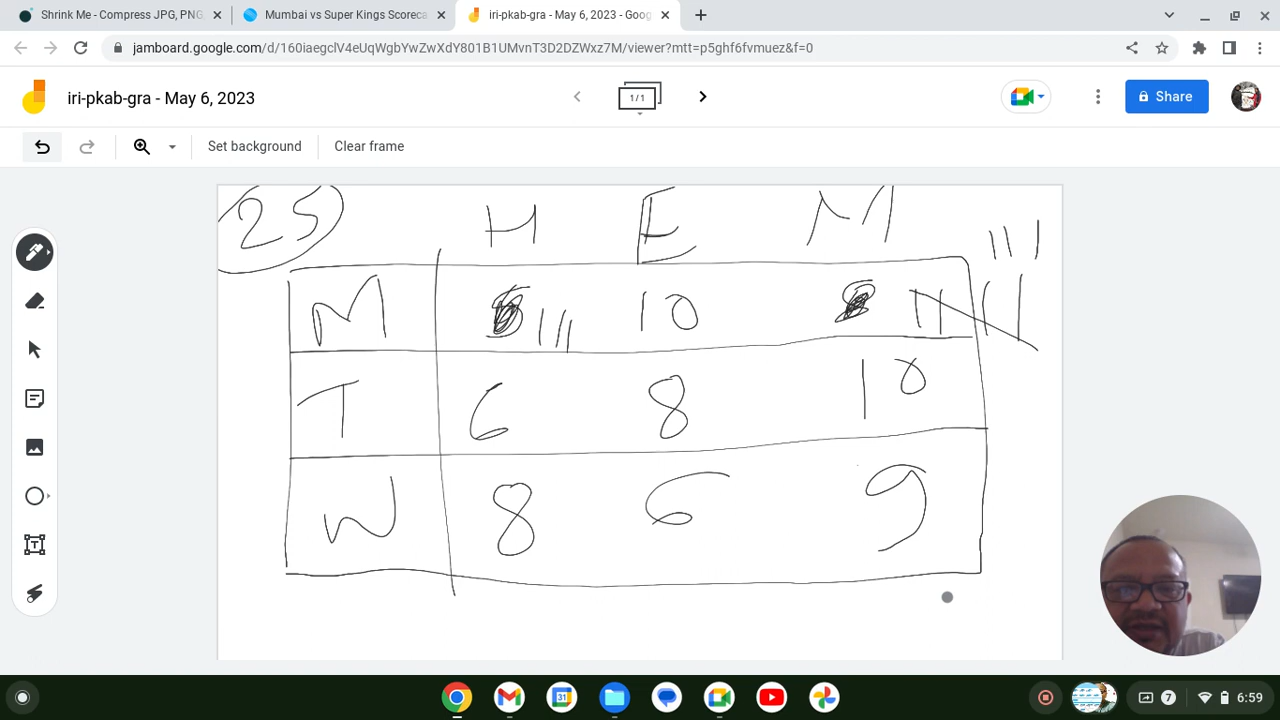 Shrink Me - Compress JPG, PNG,
Mumbai vs Super Kings Scoreca
iri-pkab-gra - May 6, 2023 - Goog
jamboard.google.com/d/160iaegclV4eUqWgbYwZwXdY801B1UMvnT3D2DZWxz7M/viewer?mtt=p5ghf6fvmuez&f=0
iri-pkab-gra - May 6, 2023
1/1
Share
Set background
Clear frame
25 H E M
M 10
T 6 8 10
W 8 6 9
31
7
6:59